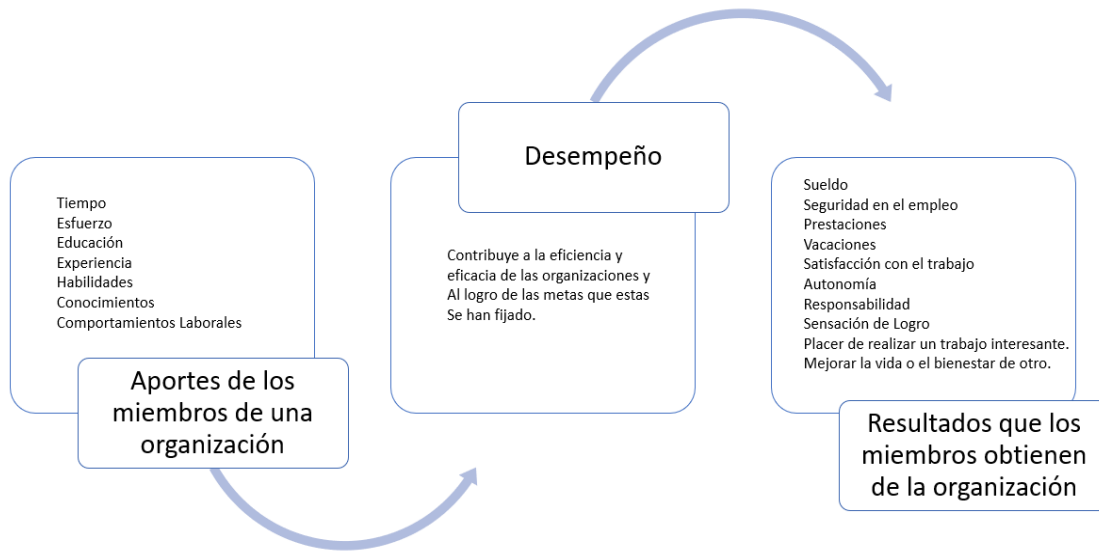 Tiempo
Esfuerzo
Educación
Experiencia
Habilidades
Conocimientos
Comportamientos Laborales
Aportes de los
miembros de una
organización
Desempeño
Contribuye a la eficiencia y
eficacia de las organizaciones y
Al logro de las metas que estas
Se han fijado.
Sueldo
Seguridad en el empleo
Prestaciones
Vacaciones
Satisfacción con el trabajo
Autonomía
Responsabilidad
Sensación de Logro
Placer de realizar un trabajo interesante.
Mejorar la vida o el bienestar de otro.
Resultados que los
miembros obtienen
de la organización